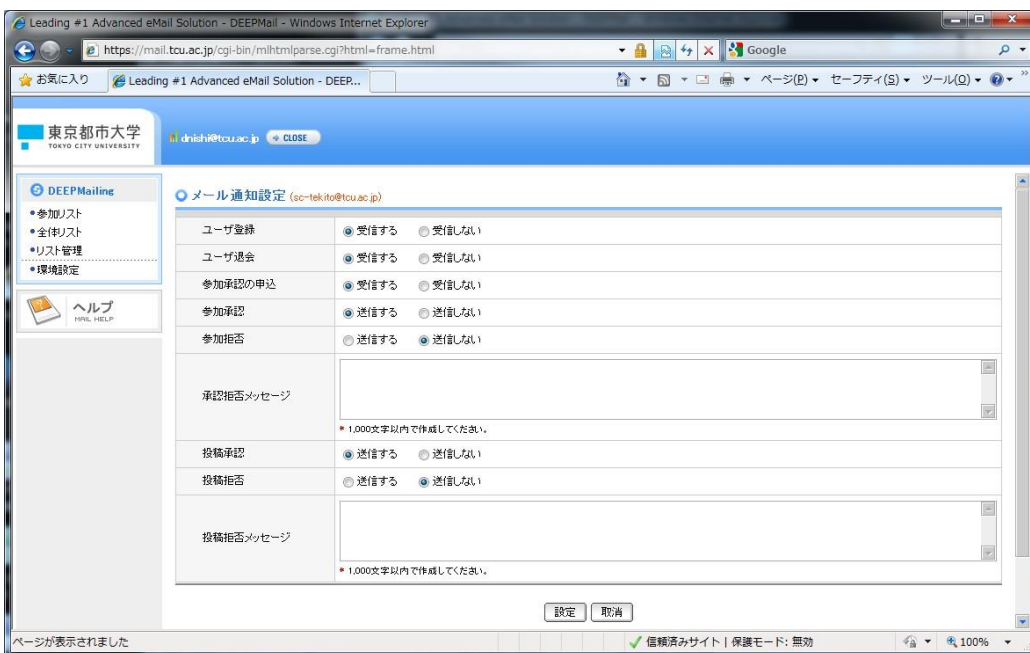 Leading #1 Advanced eMail Solution - DEEPMail - Windows Internet Explorer
https://mail.tcu.ac.jp/cgi-bin/mlhtmlparse.cgi?html=frame.html
Google
お気に入り
Leading #1 Advanced eMail Solution - DEEP...
ページ(P)
セーフティ(S)
ツール(O)
東京都市大学
TOKYO CITY UNIVERSITY
dnishi@tcu.ac.jp
CLOSE
DEEPMailing
参加リスト
全体リスト
リスト管理
環境設定
ヘルプ
MAIL HELP
メール通知設定 (sc-tekito@tcu.ac.jp)
ユーザ登録 受信する 受信しない
ユーザ退会 受信する 受信しない
参加承認の申込 受信する 受信しない
参加承認 送信する 送信しない
参加拒否 送信する 送信しない
承認拒否メッセージ
* 1,000文字以内で作成してください。
投稿承認 送信する 送信しない
投稿拒否 送信する 送信しない
投稿拒否メッセージ
* 1,000文字以内で作成してください。
設定 取消
ページが表示されました
信頼済みサイト | 保護モード: 無効
100%